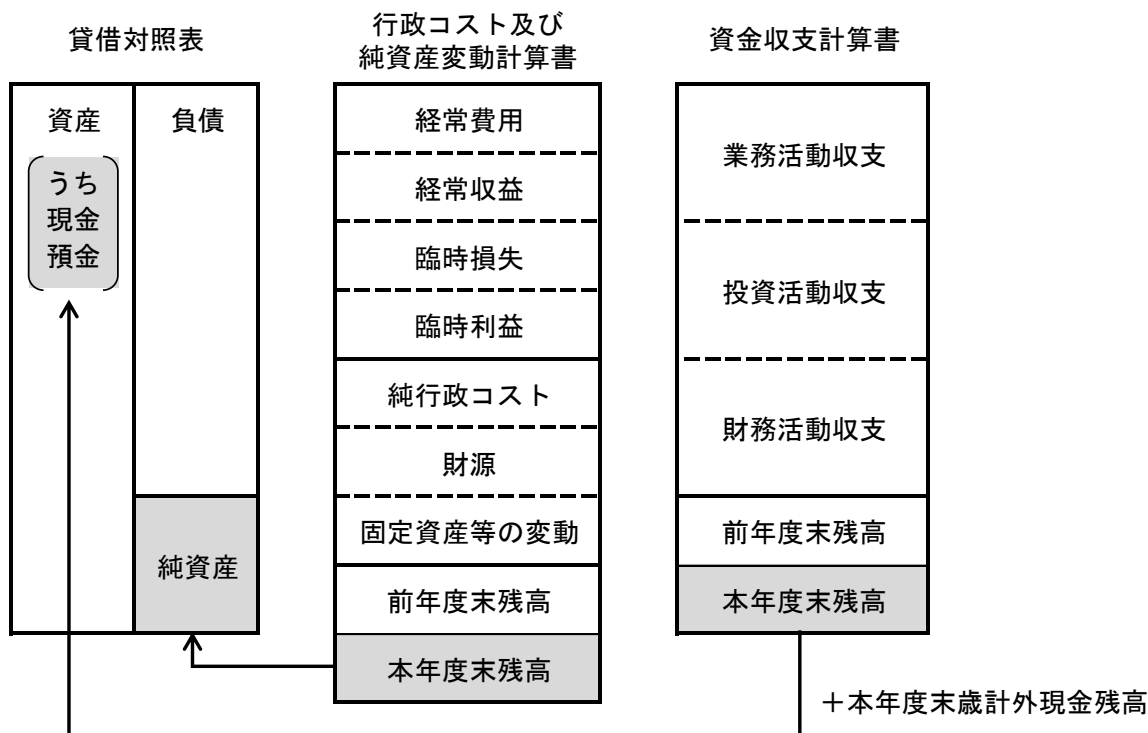 貸借対照表
資産
うち
現金
預金
負債
純資産
行政コスト及び
純資産変動計算書
経常費用
経常収益
臨時損失
臨時利益
純行政コスト
財源
固定資産等の変動
前年度末残高
本年度末残高
資金収支計算書
業務活動収支
投資活動収支
財務活動収支
前年度末残高
本年度末残高
＋本年度末歳計外現金残高